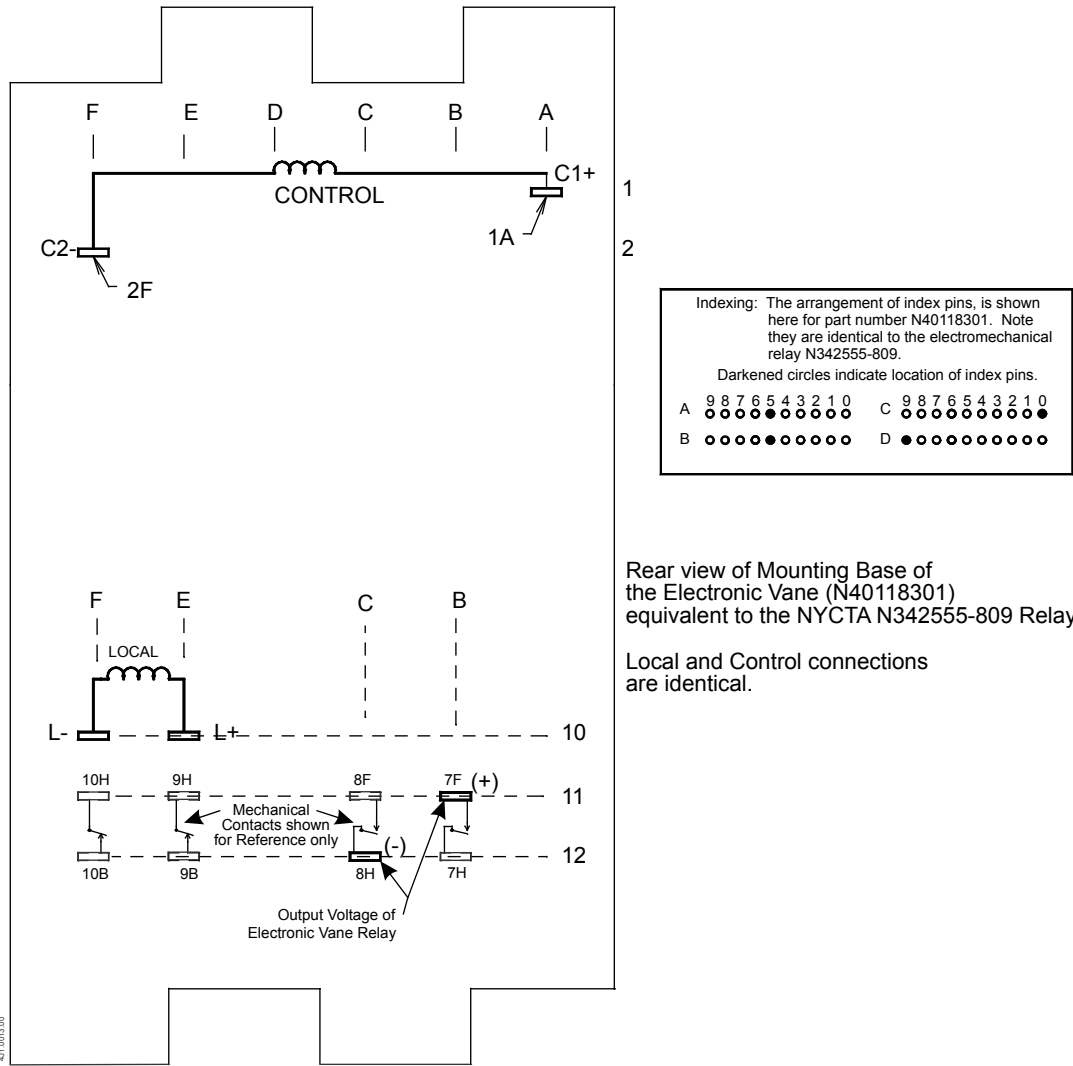 F E D C B A
C1+
CONTROL
1
1A
C2-
2
2F
Indexing: The arrangement of index pins, is shown
here for part number N40118301. Note
they are identical to the electromechanical
relay N342555-809.
Darkened circles indicate location of index pins.
A 9 8 7 6 5 4 3 2 1 0 C 9 8 7 6 5 4 3 2 1 0
B D
Rear view of Mounting Base of
the Electronic Vane (N40118301)
equivalent to the NYCTA N342555-809 Relay
Local and Control connections
are identical.
F E C B
LOCAL
L- L+ 10
10H 9H 8F 7F (+)
11
Mechanical
Contacts shown
for Reference only
(-)
12
10B 9B 8H 7H
Output Voltage of
Electronic Vane Relay